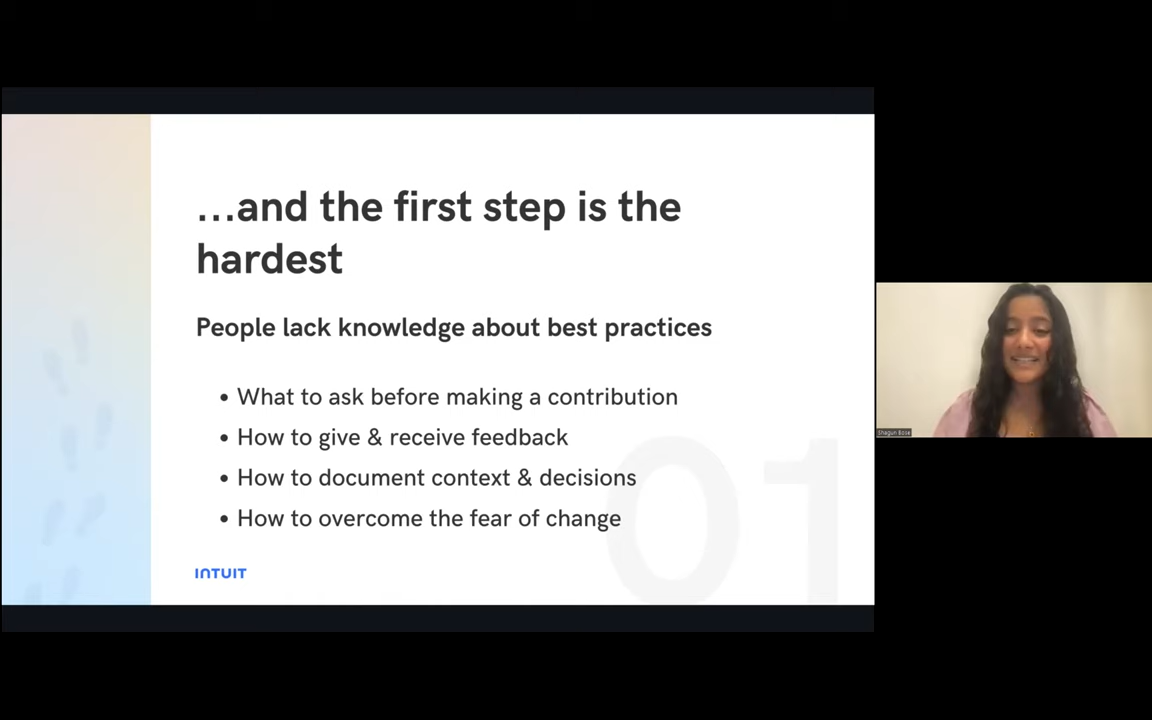 ...and the first step is the
hardest
People lack knowledge about best practices
• What to ask before making a contribution
• How to give & receive feedback
• How to document context & decisions
• How to overcome the fear of change
01
INTUIT
Shagun Bose